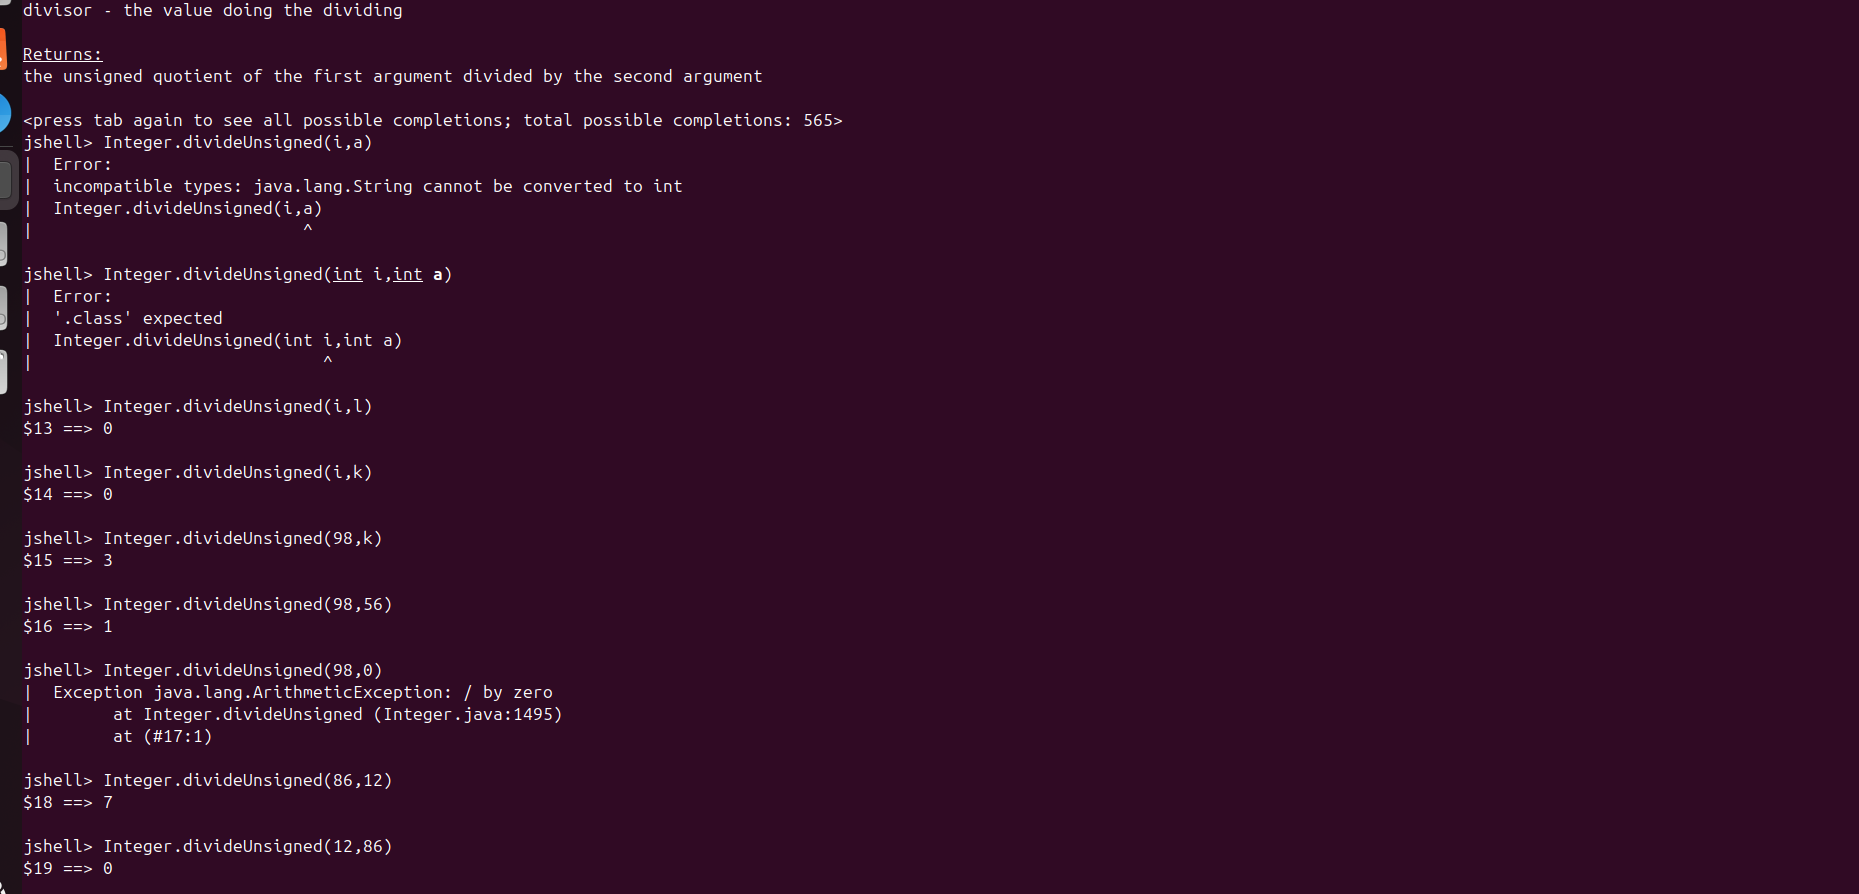 divisor - the value doing the dividing
Returns:
the unsigned quotient of the first argument divided by the second argument
<press tab again to see all possible completions; total possible completions: 565>
jshell> Integer.divideUnsigned(i,a)
|  Error:
|  incompatible types: java.lang.String cannot be converted to int
|  Integer.divideUnsigned(i,a)
|                           ^
jshell> Integer.divideUnsigned(int i,int a)
|  Error:
|  '.class' expected
|  Integer.divideUnsigned(int i,int a)
|                             ^
jshell> Integer.divideUnsigned(i,l)
$13 ==> 0
jshell> Integer.divideUnsigned(i,k)
$14 ==> 0
jshell> Integer.divideUnsigned(98,k)
$15 ==> 3
jshell> Integer.divideUnsigned(98,56)
$16 ==> 1
jshell> Integer.divideUnsigned(98,0)
|  Exception java.lang.ArithmeticException: / by zero
|        at Integer.divideUnsigned (Integer.java:1495)
|        at (#17:1)
jshell> Integer.divideUnsigned(86,12)
$18 ==> 7
jshell> Integer.divideUnsigned(12,86)
$19 ==> 0